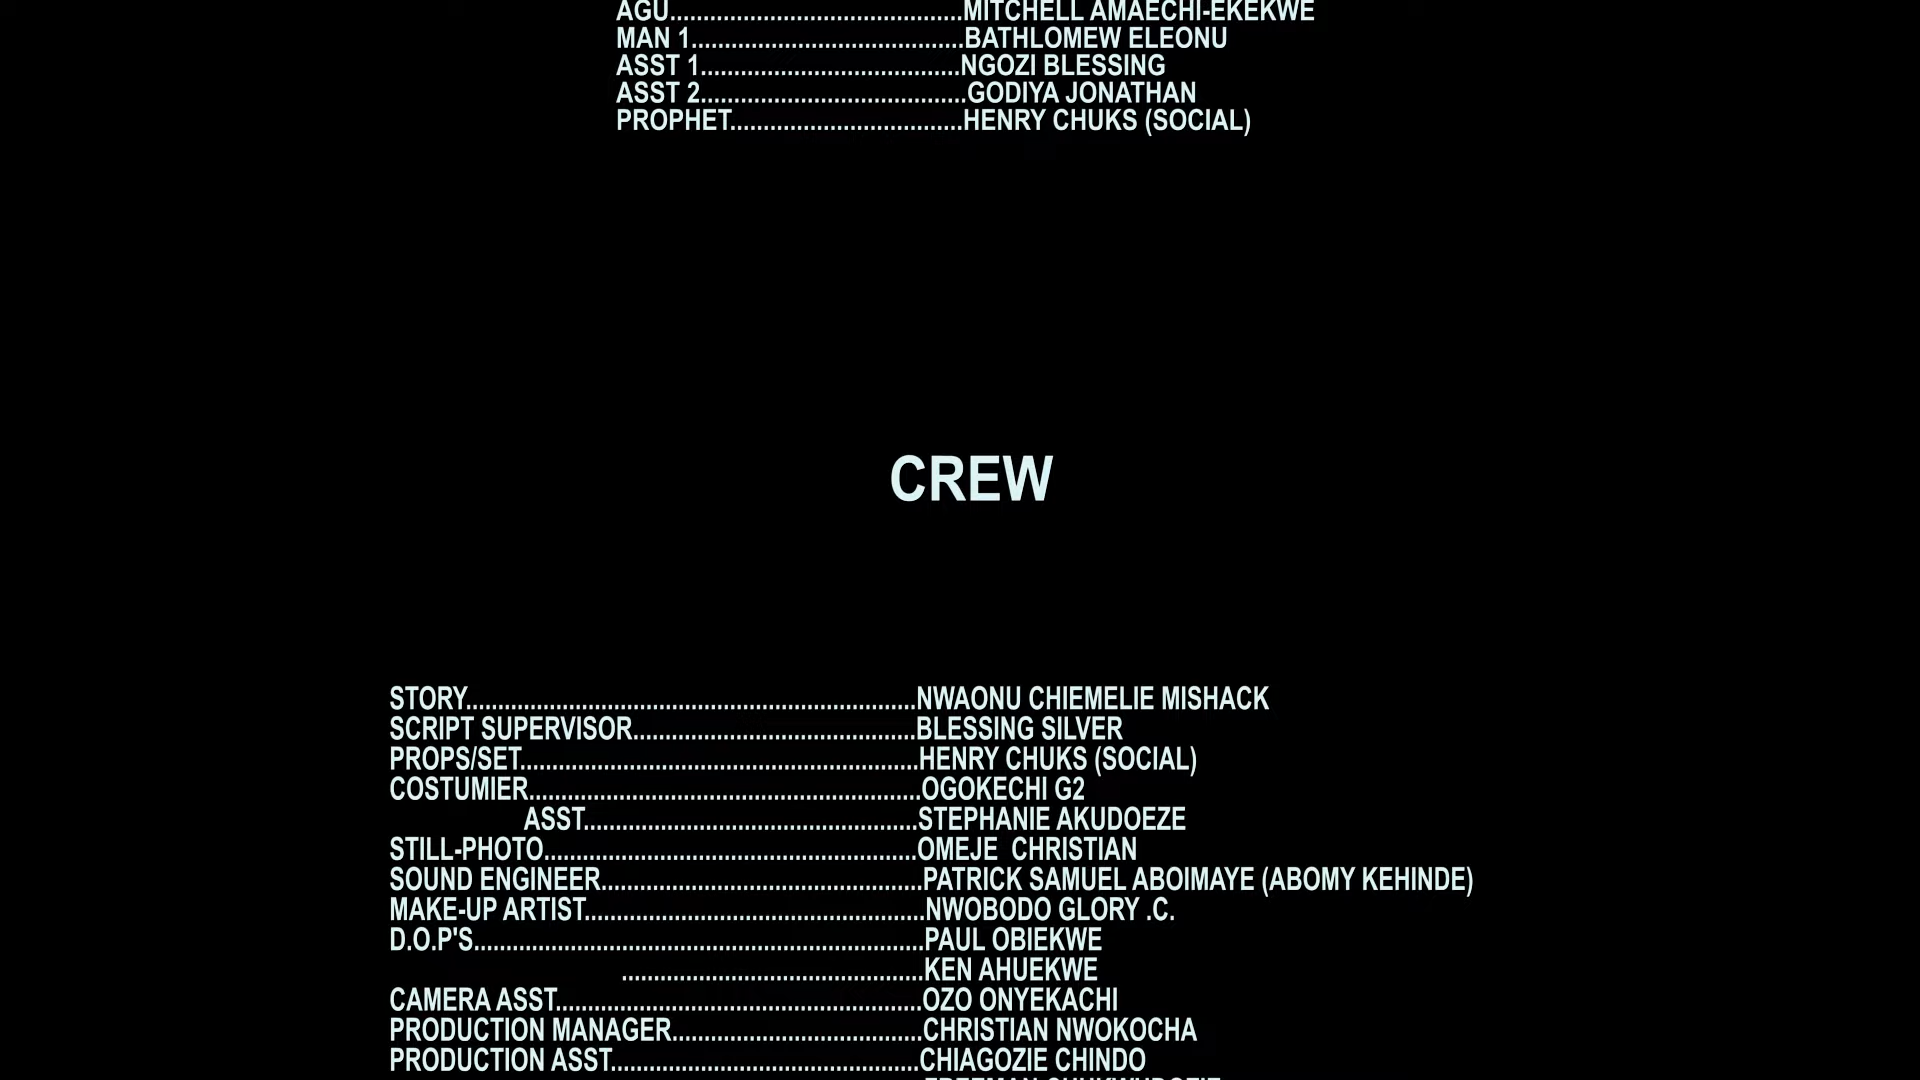 AGU............................................MITCHELL AMAECHI-EKEKWE
MAN 1.........................................BATHLOMEW ELEONU
ASST 1.......................................NGOZI BLESSING
ASST 2........................................GODIYA JONATHAN
PROPHET...................................HENRY CHUKS (SOCIAL)
CREW
STORY......................................................................NWAONU CHIEMELIE MISHACK
SCRIPT SUPERVISOR............................................BLESSING SILVER
PROPS/SET..............................................................HENRY CHUKS (SOCIAL)
COSTUMIER.............................................................OGOKECHI G2
ASST....................................................STEPHANIE AKUDOEZE
STILL-PHOTO..........................................................OMEJE  CHRISTIAN
SOUND ENGINEER..................................................PATRICK SAMUEL ABOIMAYE (ABOMY KEHINDE)
MAKE-UP ARTIST.....................................................NWOBODO GLORY .C.
D.O.P'S......................................................................PAUL OBIEKWE
...............................................KEN AHUEKWE
CAMERA ASST.........................................................OZO ONYEKACHI
PRODUCTION MANAGER.......................................CHRISTIAN NWOKOCHA
PRODUCTION ASST................................................CHIAGOZIE CHINDO